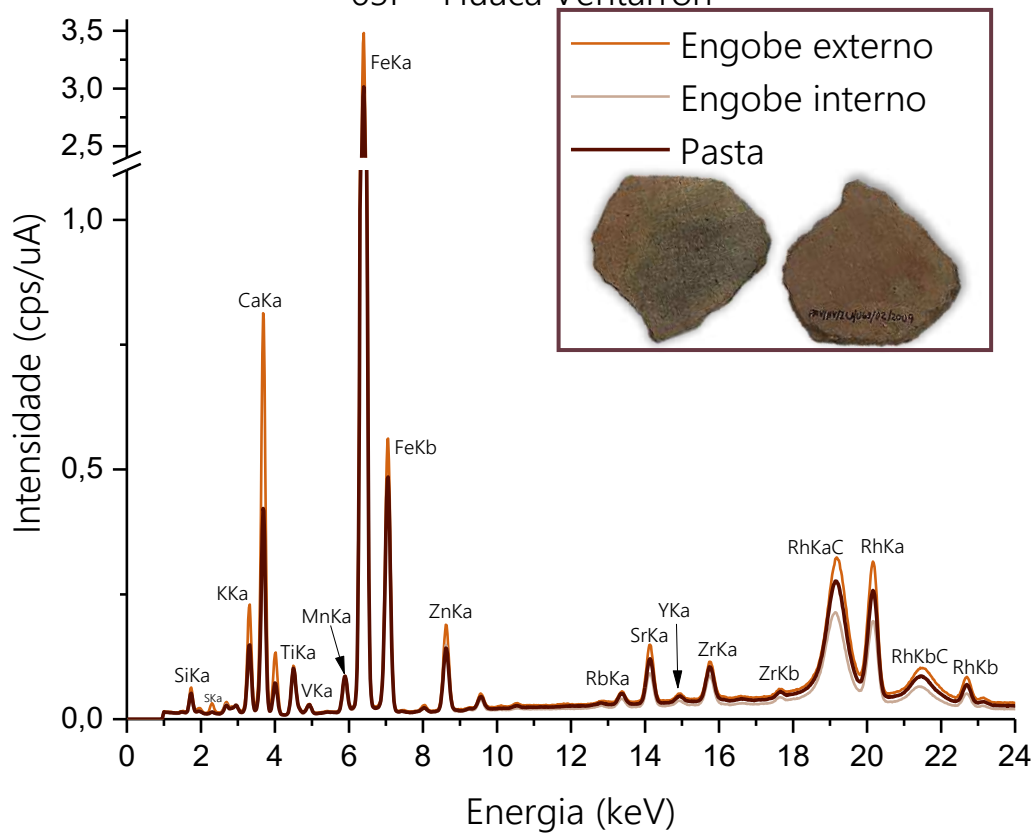 Huaca Ventarrón
3,5
3,0
2,5
1,0
0,5
0,0
Intensidade (cps/uA)
Engobe externo
Engobe interno
Pasta
FeKa
CaKa
FeKb
KKa
SiKa
SKa
TiKa
VKa
MnKa
ZnKa
RbKa
SrKa
YKa
ZrKa
ZrKb
RhKaC
RhKa
RhKbC
RhKb
0 2 4 6 8 10 12 14 16 18 20 22 24
Energia (keV)